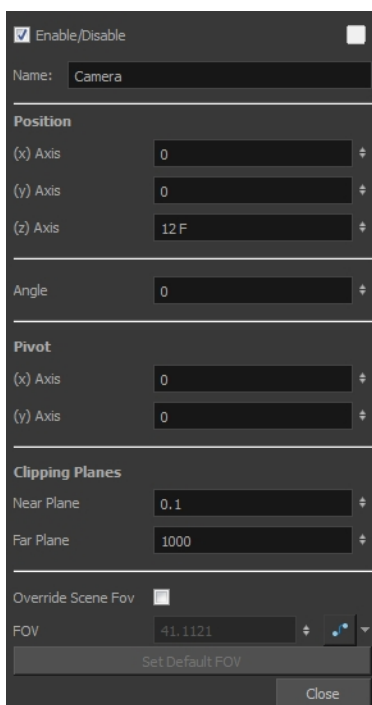 Enable/Disable
Name: Camera
Position
(x) Axis 0
(y) Axis 0
(z) Axis 12 F
Angle 0
Pivot
(x) Axis 0
(y) Axis 0
Clipping Planes
Near Plane 0.1
Far Plane 1000
Override Scene Fov
FOV 41.1121
Set Default FOV
Close